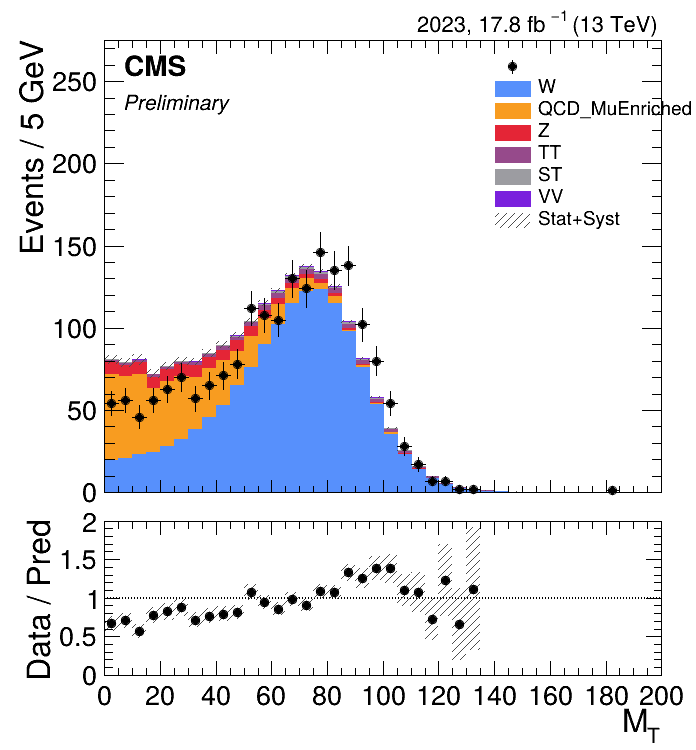 2023, 17.8 fb⁻¹ (13 TeV)
CMS
Preliminary
W
QCD_MuEnriched
Z
TT
ST
VV
Stat+Syst
Events / 5 GeV
250
200
150
100
50
0
Data / Pred
2
1.5
1
0.5
0
0 20 40 60 80 100 120 140 160 180 200
M_T